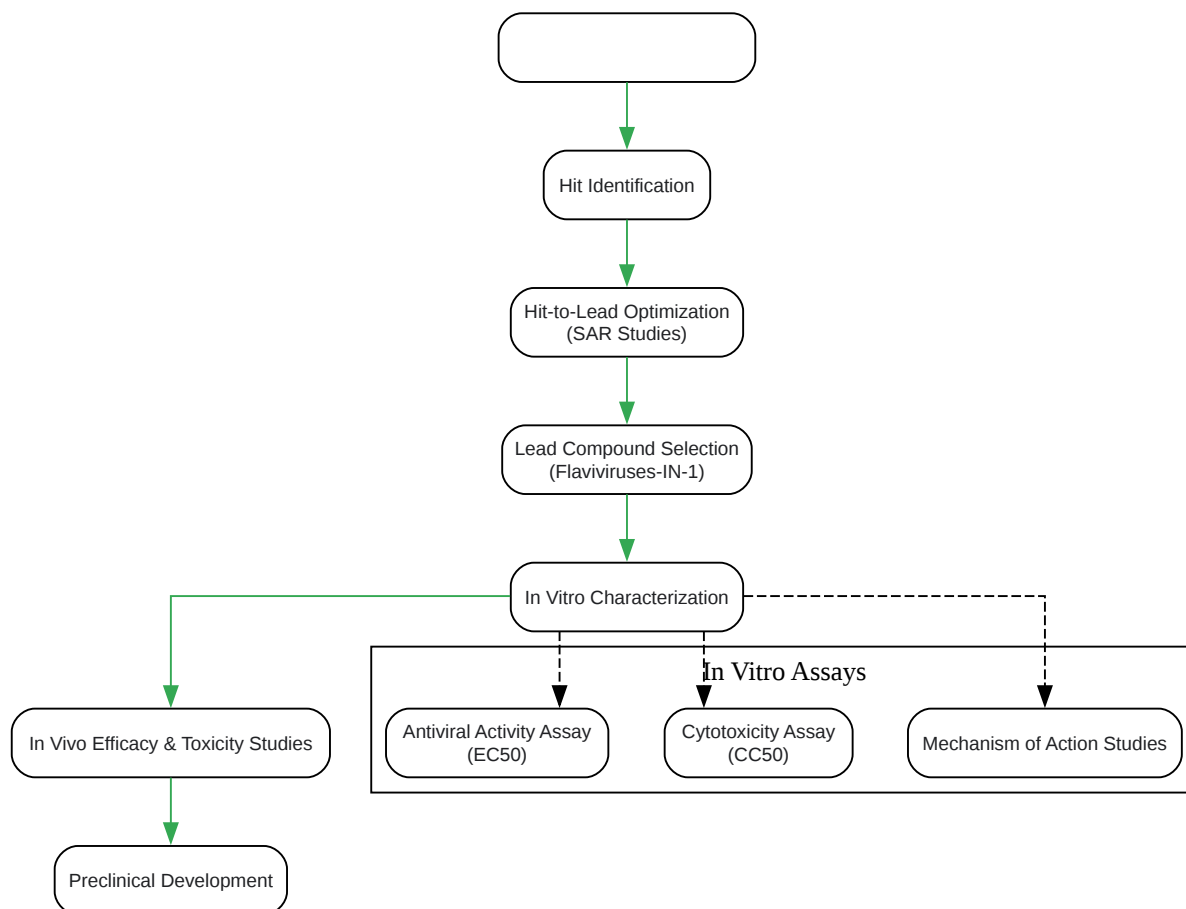 Hit Identification
Hit-to-Lead Optimization
(SAR Studies)
Lead Compound Selection
(Flaviviruses-IN-1)
In Vitro Characterization
In Vitro Assays
In Vivo Efficacy & Toxicity Studies
Antiviral Activity Assay
(EC50)
Cytotoxicity Assay
(CC50)
Mechanism of Action Studies
Preclinical Development